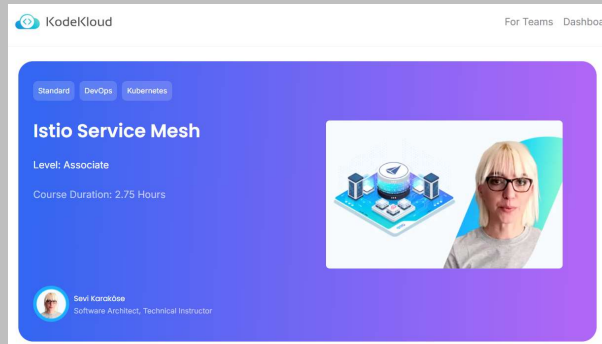 KodeKloud
For Teams Dashboa
Standard DevOps Kubernetes
Istio Service Mesh
Level: Associate
Course Duration: 2.75 Hours
Sevi Karaköse
Software Architect, Technical Instructor